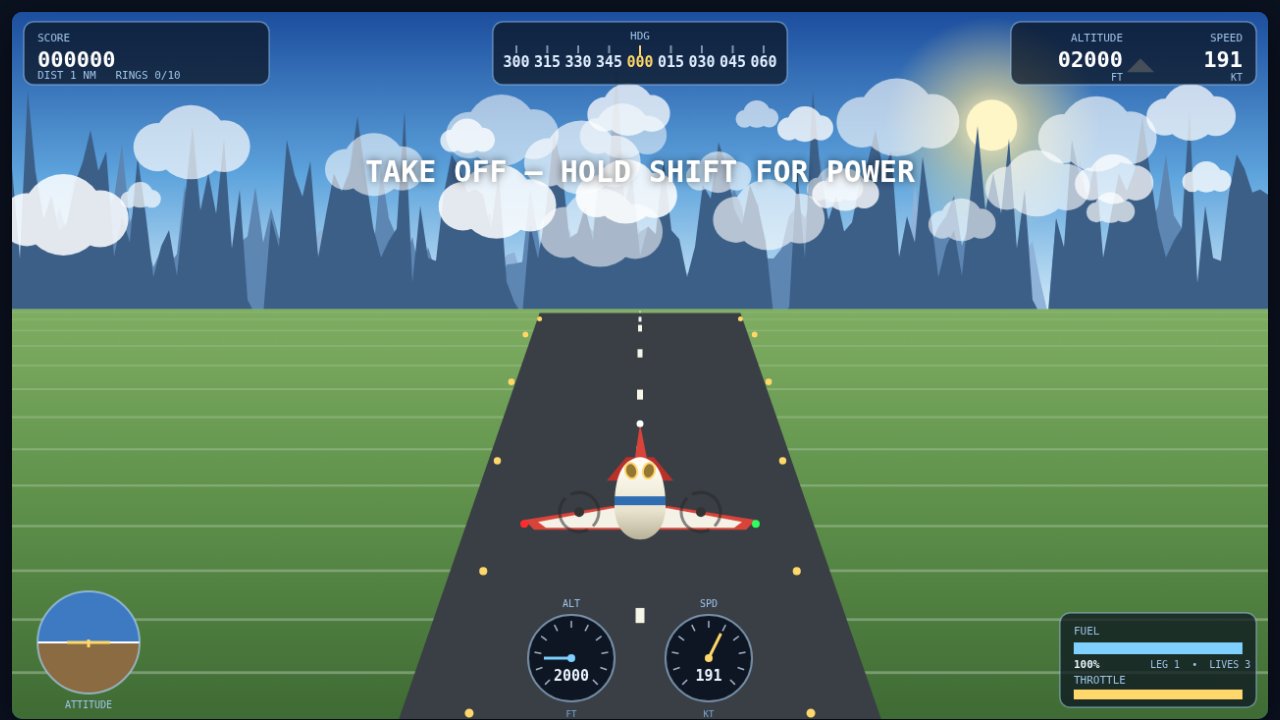 SCORE
000000
DIST 1 NM RINGS 0/10
HDG
300 315 330 345 000 015 030 045 060
ALTITUDE SPEED
02000 191
FT KT
TAKE OFF — HOLD SHIFT FOR POWER
ATTITUDE
ALT
2000
FT
SPD
191
KT
FUEL
100% LEG 1 • LIVES 3
THROTTLE